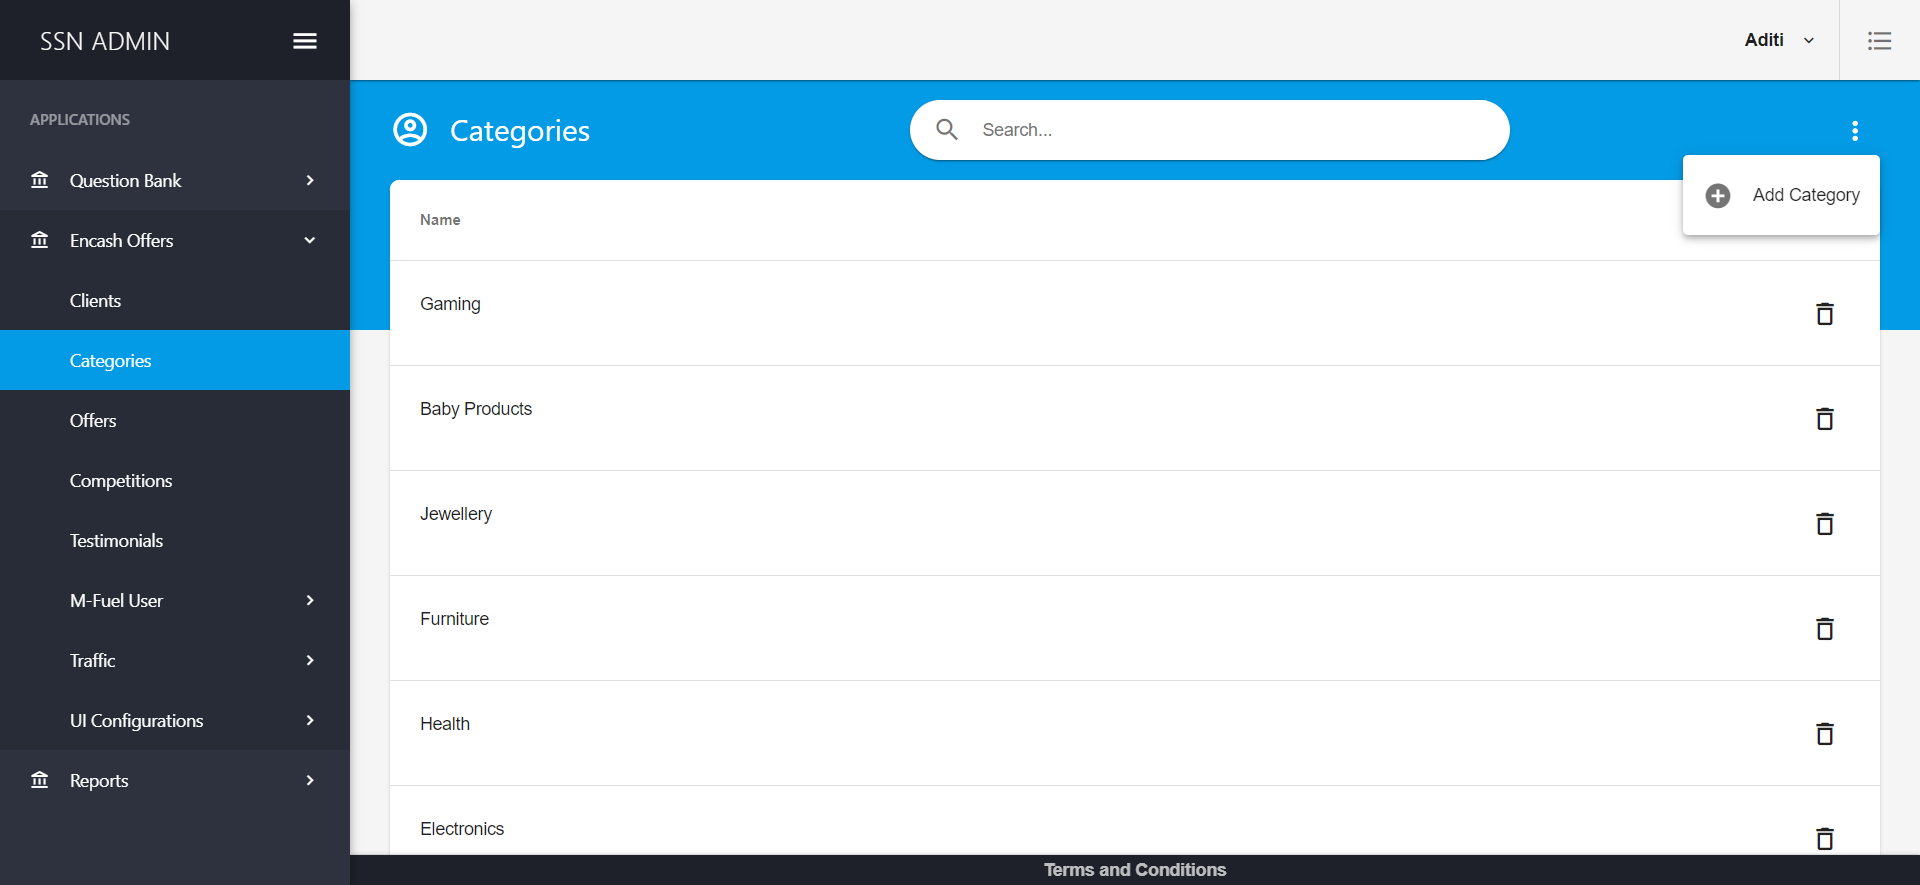 SSN ADMIN
Aditi
APPLICATIONS
Question Bank
Encash Offers
Clients
Categories
Offers
Competitions
Testimonials
M-Fuel User
Traffic
UI Configurations
Reports
Categories
Search...
Add Category
Name
Gaming
Baby Products
Jewellery
Furniture
Health
Electronics
Terms and Conditions